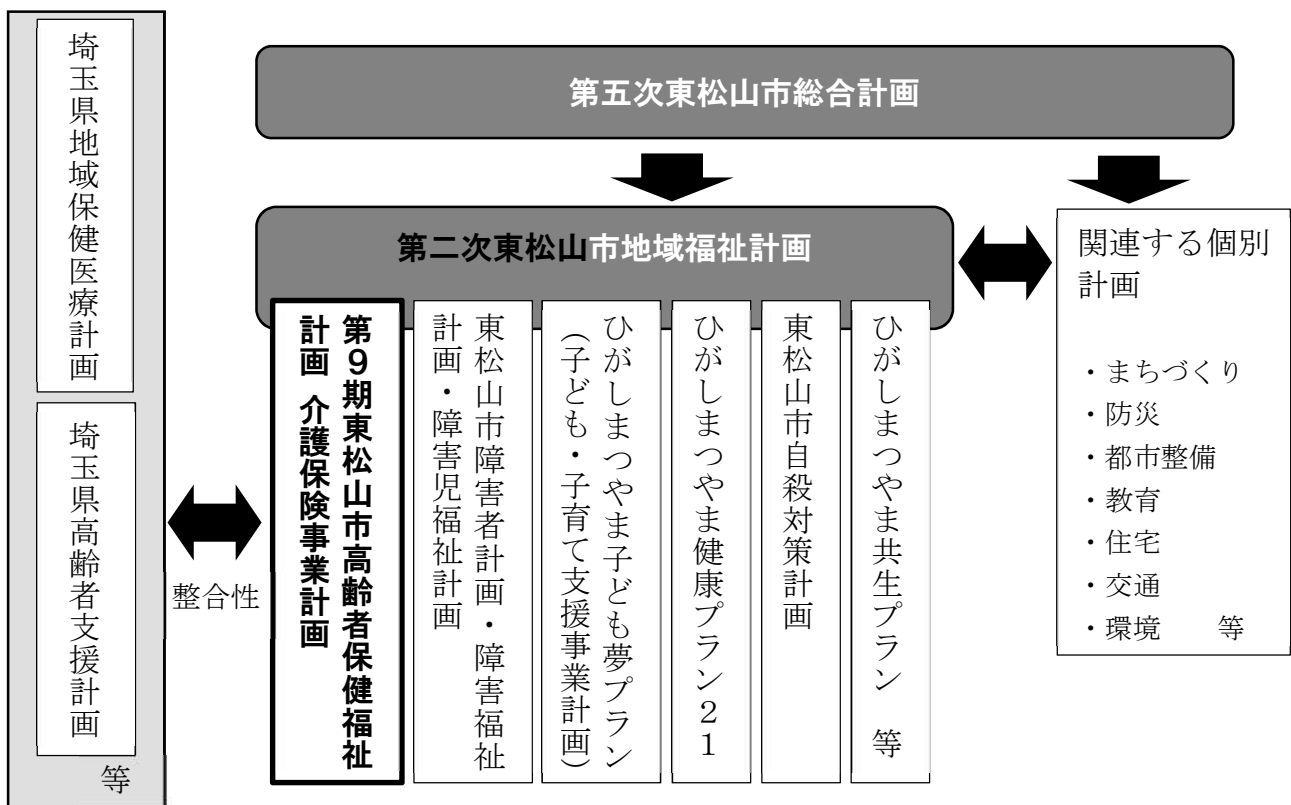 埼玉県地域保健医療計画
埼玉県高齢者支援計画
等
整合性
第五次東松山市総合計画
第二次東松山市地域福祉計画
第9期東松山市高齢者保健福祉
計画 介護保険事業計画
東松山市障害者計画・障害福祉
計画・障害児福祉計画
ひがしまつやま子ども夢プラン
(子ども・子育て支援事業計画)
ひがしまつやま健康プラン21
東松山市自殺対策計画
ひがしまつやま共生プラン 等
関連する個別
計画
・まちづくり
・防災
・都市整備
・教育
・住宅
・交通
・環境 等